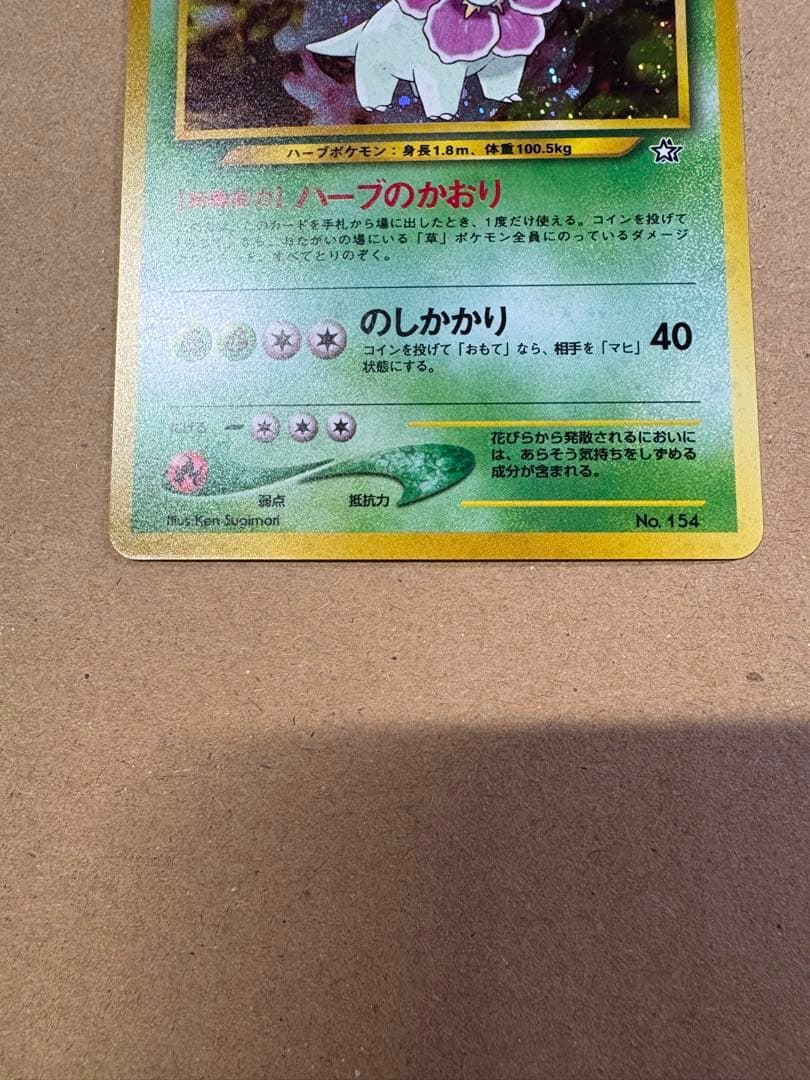 ハーブポケモン：身長1.8m、体重100.5kg
ハーブのかおり
のカードを手札から場に出したとき、1度だけ使える。コインを投げて
おたがいの場にいる「草」ポケモン全員にのっているダメージ
すべてとりのぞく。
のしかかり
40
コインを投げて「おもて」なら、相手を「マヒ」
状態にする。
にげる
花びらから発散されるにおいに
は、あらそう気持ちをしずめる
成分が含まれる。
弱点
抵抗力
Illus.Ken Sugimori
No. 154